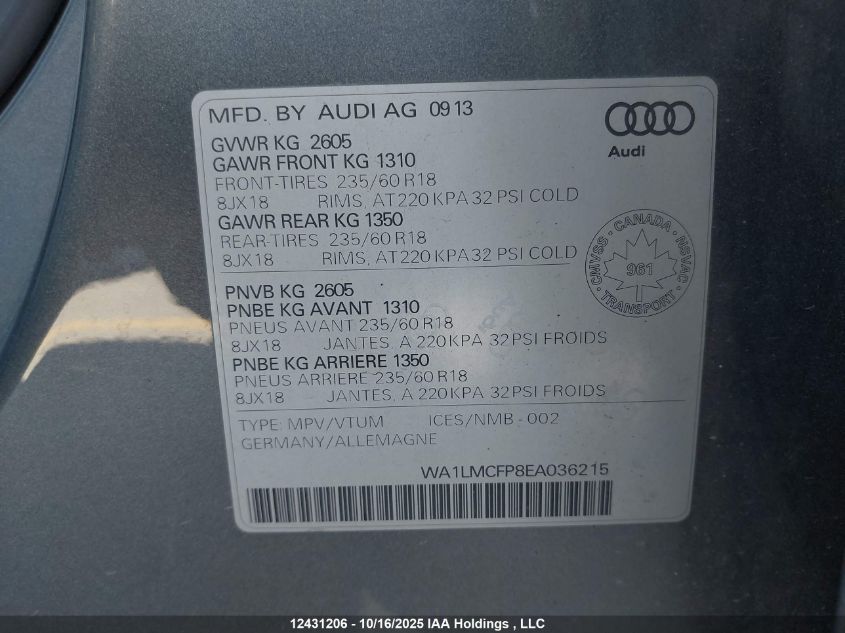 MFD. BY AUDI AG 09 13
Audi
GVWR KG 2605
GAWR FRONT KG 1310
FRONT-TIRES 235/60 R18
8JX18 RIMS, AT 220 KPA 32 PSI COLD
GAWR REAR KG 1350
REAR-TIRES 235/60 R18
8JX18 RIMS, AT 220 KPA 32 PSI COLD
CANADA
CMVSS
NSVAC
961
TRANSPORT
PNVB KG 2605
PNBE KG AVANT 1310
PNEUS AVANT 235/60 R18
8JX18 JANTES, A 220 KPA 32 PSI FROIDS
PNBE KG ARRIERE 1350
PNEUS ARRIERE 235/60 R18
8JX18 JANTES, A 220 KPA 32 PSI FROIDS
TYPE: MPV/VTUM ICES/NMB - 002
GERMANY/ALLEMAGNE
WA1LMCFP8EA036215
12431206 - 10/16/2025 IAA Holdings , LLC